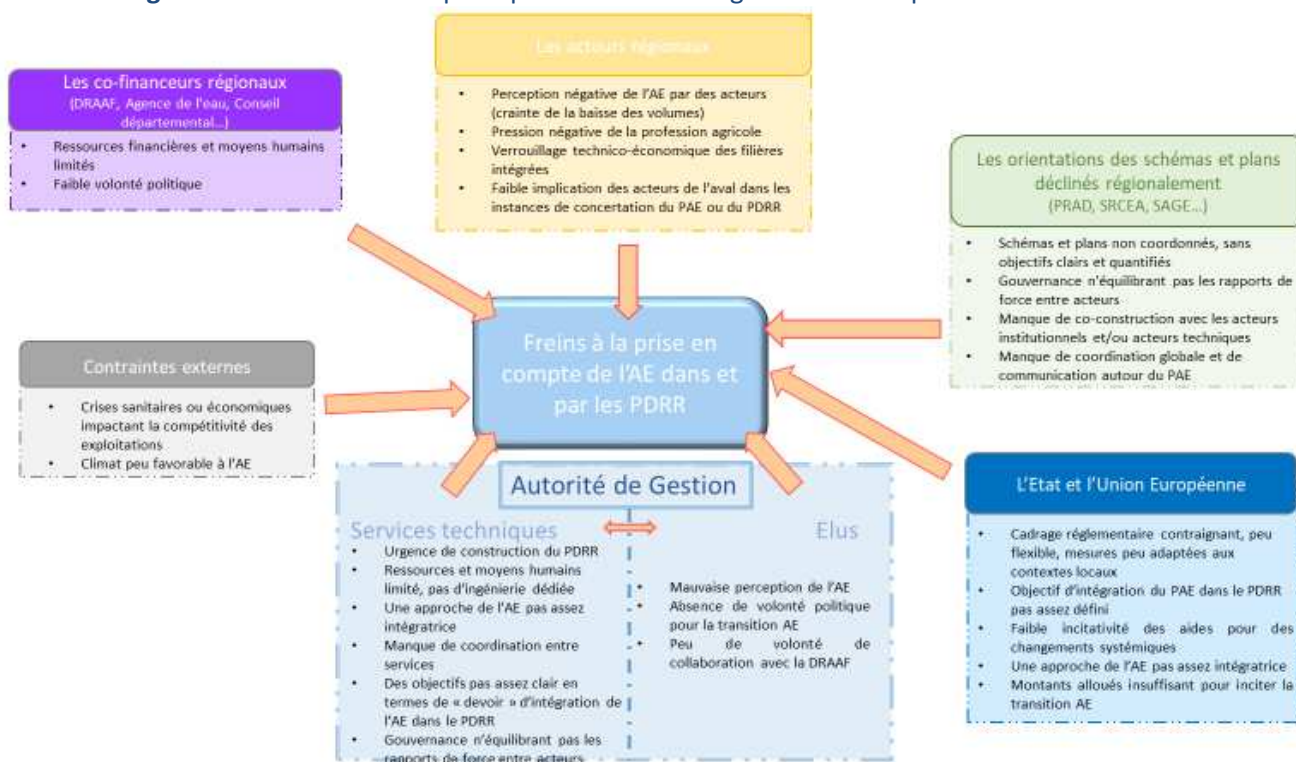 Les co-financeurs régionaux
(DRAAF, Agence de l'eau, Conseil
départemental...)
• Ressources financières et moyens humains
limités
• Faible volonté politique
Les acteurs régionaux
• Perception négative de l'AE par des acteurs
(crainte de la baisse des volumes)
• Pression négative de la profession agricole
• Verrouillage technico-économique des filières
intégrées
• Faible implication des acteurs de l'aval dans les
instances de concertation du PAE ou du PDRR
Les orientations des schémas et plans
déclinés régionalement
(PRAD, SRCEA, SAGE...)
• Schémas et plans non coordonnés, sans
objectifs clairs et quantifiés
• Gouvernance n'équilibrant pas les rapports de
force entre acteurs
• Manque de co-construction avec les acteurs
institutionnels et/ou acteurs techniques
• Manque de coordination globale et de
communication autour du PAE
Freins à la prise en
compte de l'AE dans et
par les PDRR
Contraintes externes
• Crises sanitaires ou économiques
impactant la compétitivité des
exploitations
• Climat peu favorable à l'AE
Autorité de Gestion
Services techniques
• Urgence de construction du PDRR
• Ressources et moyens humains
limité, pas d'ingénierie dédiée
• Une approche de l'AE pas assez
intégratrice
• Manque de coordination entre
services
• Des objectifs pas assez clair en
termes de « devoir » d'intégration de
l'AE dans le PDRR
• Gouvernance n'équilibrant pas les
rapports de force entre acteurs
Elus
• Mauvaise perception de l'AE
• Absence de volonté politique
pour la transition AE
• Peu de volonté de
collaboration avec la DRAAF
L'Etat et l'Union Européenne
• Cadrage réglementaire contraignant, peu
flexible, mesures peu adaptées aux
contextes locaux
• Objectif d'intégration du PAE dans le PDRR
pas assez défini
• Faible incitativité des aides pour des
changements systémiques
• Une approche de l'AE pas assez intégratrice
• Montants alloués insuffisant pour inciter la
transition AE